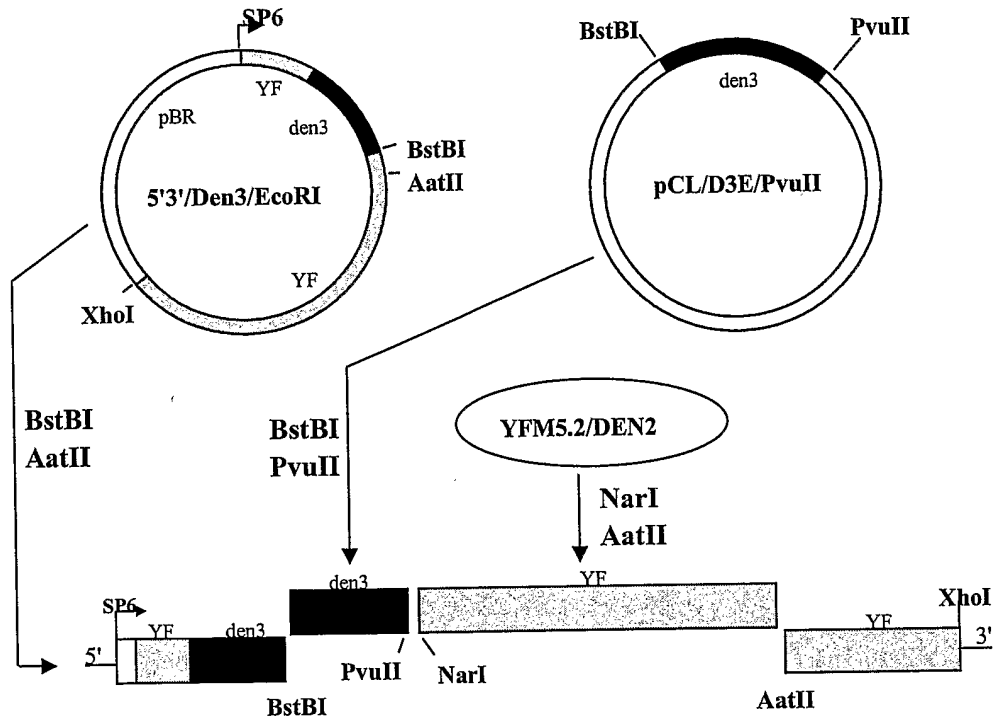 SP6
YF
den3
pBR
BstBI
AatII
5'3'/Den3/EcoRI
YF
XhoI
BstBI
PvuII
den3
pCL/D3E/PvuII
BstBI
AatII
BstBI
PvuII
YFM5.2/DEN2
NarI
AatII
den3
YF
SP6
YF
den3
XhoI
YF
5'
3'
PvuII
NarI
BstBI
AatII